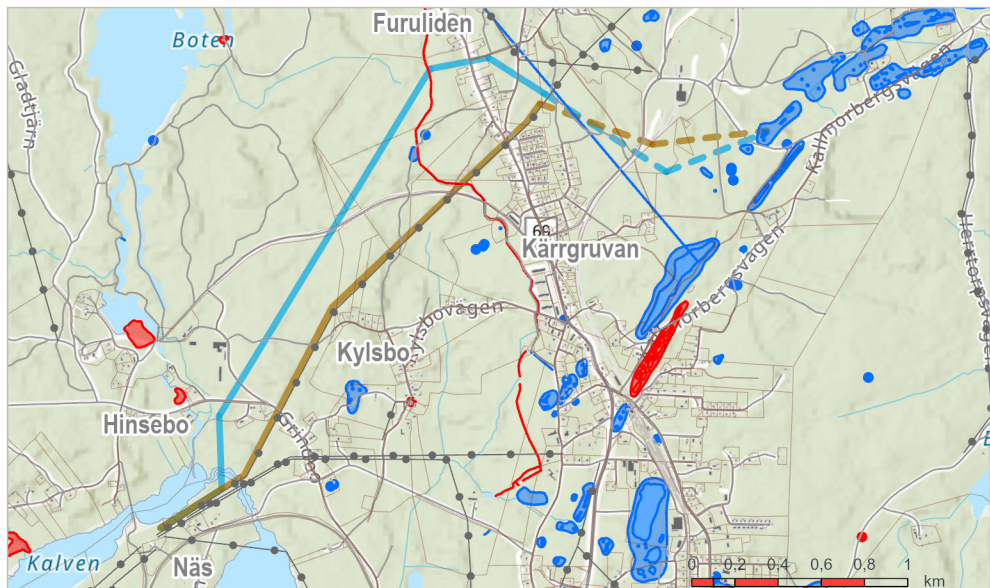 Furuliden
Boten
Gladtjärn
Kallmorbergsvägen
Herstorpsvägen
66
Kärrgruvan
Kallmorbergsvägen
Kylsbovägen
Kylsbo
Hinsebo
Grindbo
Kalven
Näs
0 0,2 0,4 0,6 0,8 1
km